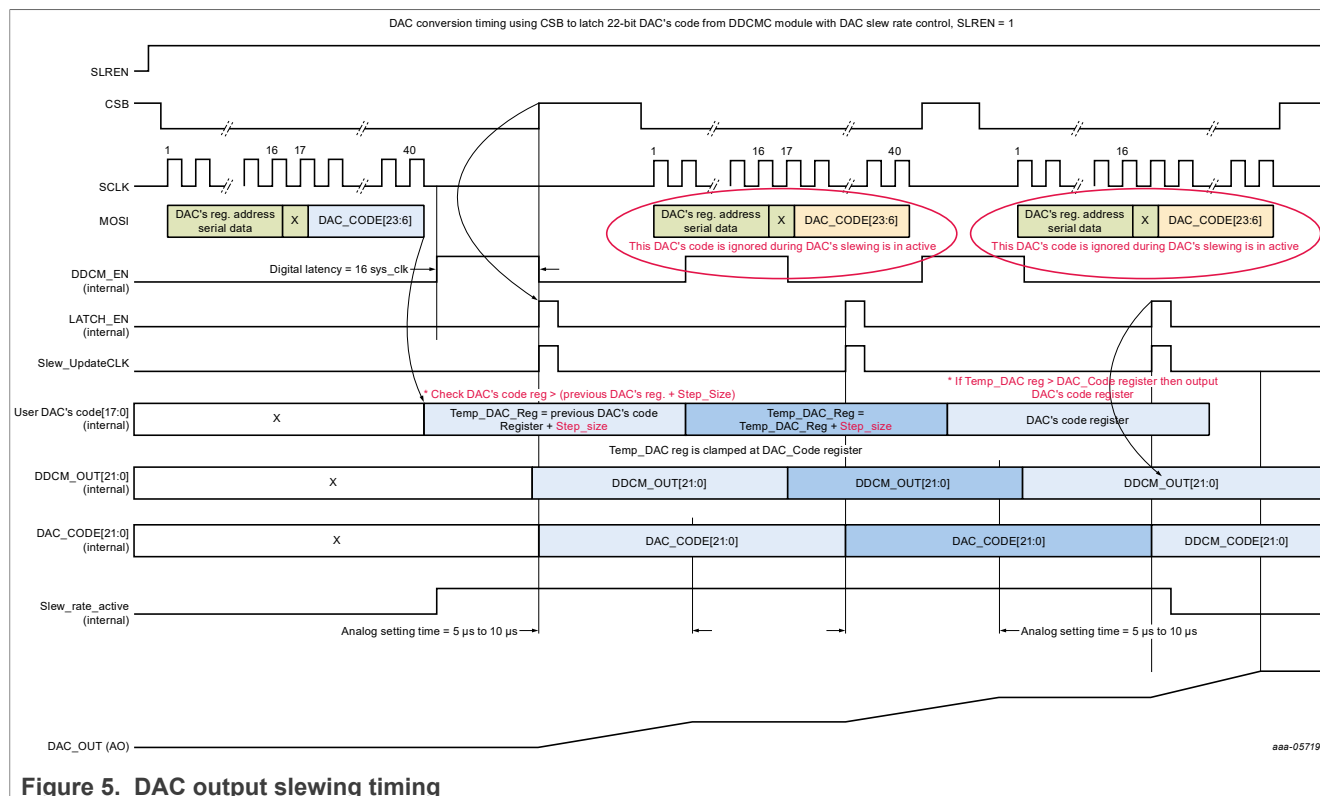 DAC conversion timing using CSB to latch 22-bit DAC's code from DDCMC module with DAC slew rate control, SLREN = 1
SLREN
CSB
1 16 17 40 1 16 17 40 1 16
SCLK
MOSI
DAC's reg. address
serial data
X
DAC_CODE[23:6]
DAC's reg. address
serial data
X
DAC_CODE[23:6]
DAC's reg. address
serial data
X
DAC_CODE[23:6]
This DAC's code is ignored during DAC's slewing is in active
This DAC's code is ignored during DAC's slewing is in active
DDCM_EN
(internal)
Digital latency = 16 sys_clk
LATCH_EN
(internal)
Slew_UpdateCLK
* Check DAC's code reg > (previous DAC's reg. + Step_Size)
* If Temp_DAC reg > DAC_Code register then output
DAC's code register
User DAC's code[17:0]
(internal)
X
Temp_DAC_Reg = previous DAC's code
Register + Step_size
Temp_DAC_Reg =
Temp_DAC_Reg + Step_size
DAC's code register
Temp_DAC reg is clamped at DAC_Code register
DDCM_OUT[21:0]
(internal)
X
DDCM_OUT[21:0]
DDCM_OUT[21:0]
DDCM_OUT[21:0]
DAC_CODE[21:0]
(internal)
X
DAC_CODE[21:0]
DAC_CODE[21:0]
DDCM_CODE[21:0]
Slew_rate_active
(internal)
Analog setting time = 5 µs to 10 µs
Analog setting time = 5 µs to 10 µs
DAC_OUT (AO)
aaa-05719
Figure 5. DAC output slewing timing